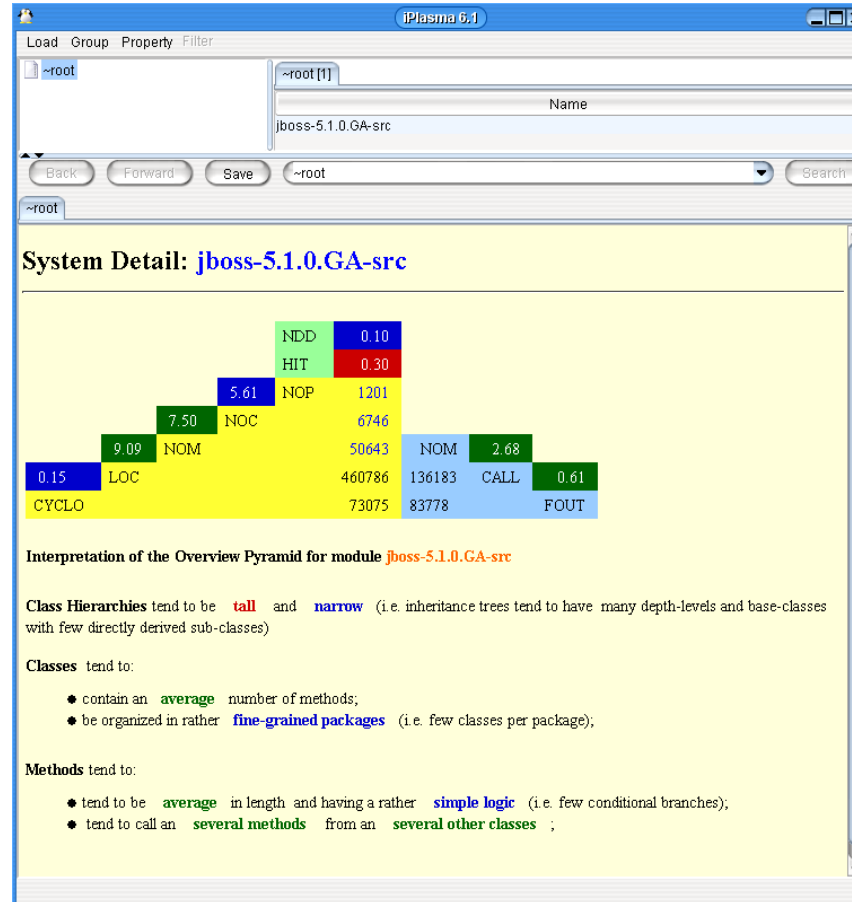 iPlasma 6.1
Load Group Property Filter
~root
~root [1]
Name
jboss-5.1.0.GA-src
Back Forward Save ~root Search
~root
System Detail: jboss-5.1.0.GA-src
NDD 0.10
HIT 0.30
5.61 NOP 1201
7.50 NOC 6746
9.09 NOM 50643 NOM 2.68
0.15 LOC 460786 136183 CALL 0.61
CYCLO 73075 83778 FOUT
Interpretation of the Overview Pyramid for module jboss-5.1.0.GA-src
Class Hierarchies tend to be tall and narrow (i.e. inheritance trees tend to have many depth-levels and base-classes
with few directly derived sub-classes)
Classes tend to:
● contain an average number of methods;
● be organized in rather fine-grained packages (i.e. few classes per package);
Methods tend to:
● tend to be average in length and having a rather simple logic (i.e. few conditional branches);
● tend to call an several methods from an several other classes ;